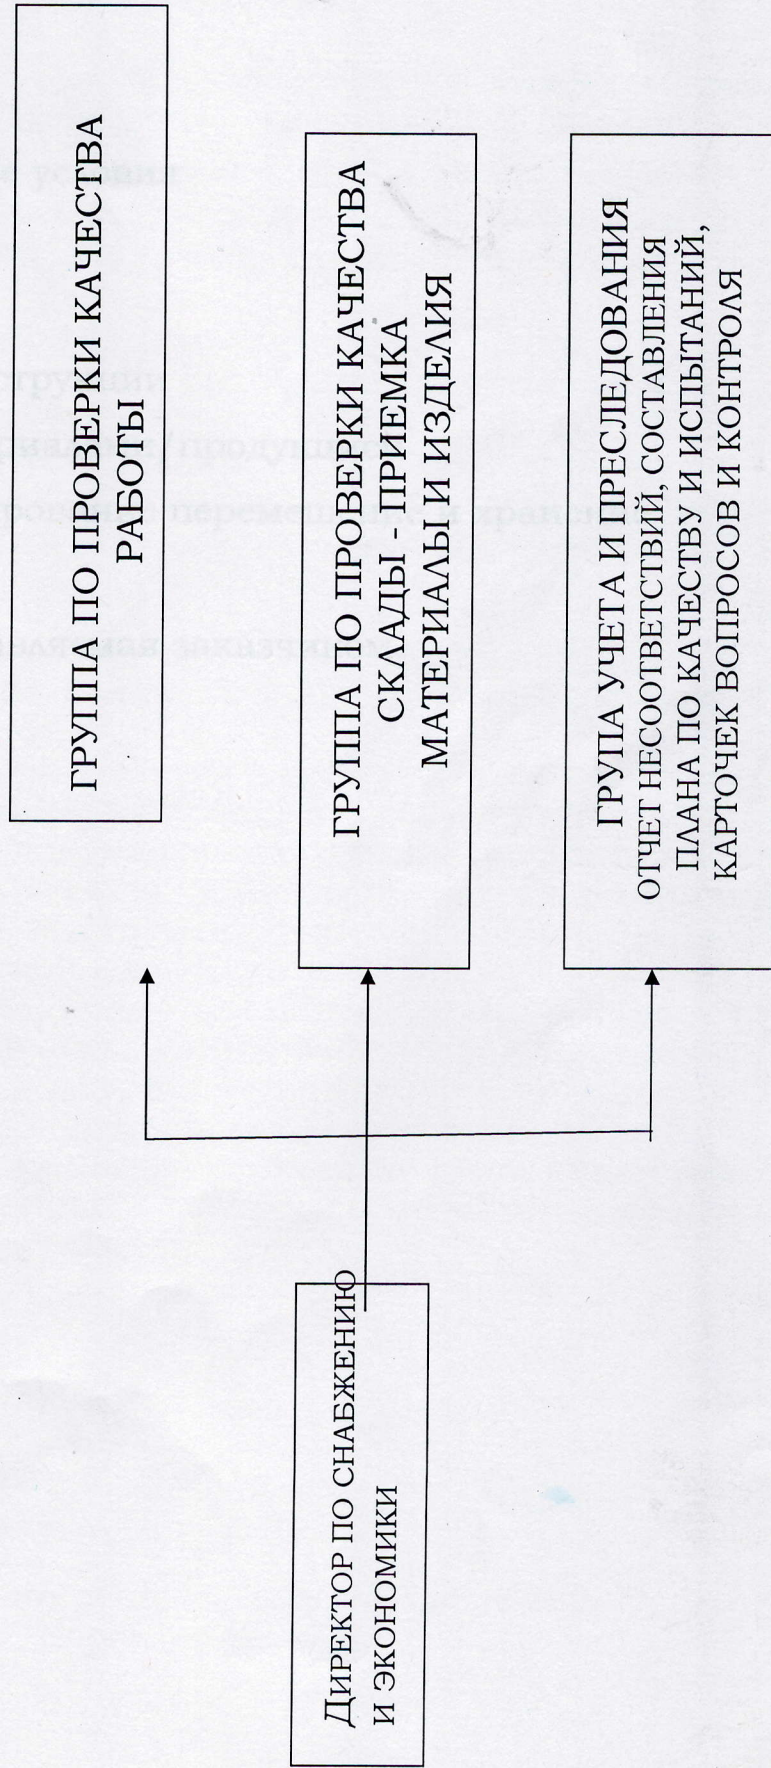 ДИРЕКТОР ПО СНАБЖЕНИЮ
И ЭКОНОМИКИ
ГРУППА ПО ПРОВЕРКИ КАЧЕСТВА
РАБОТЫ
ГРУППА ПО ПРОВЕРКИ КАЧЕСТВА
СКЛАДЫ - ПРИЕМКА
МАТЕРИАЛЫ И ИЗДЕЛИЯ
ГРУПА УЧЕТА И ПРЕСЛЕДОВАНИЯ
ОТЧЕТ НЕСООТВЕТСТВИЙ, СОСТАВЛЕНИЯ
ПЛАНА ПО КАЧЕСТВУ И ИСПЫТАНИЙ,
КАРТОЧЕК ВОПРОСОВ И КОНТРОЛЯ